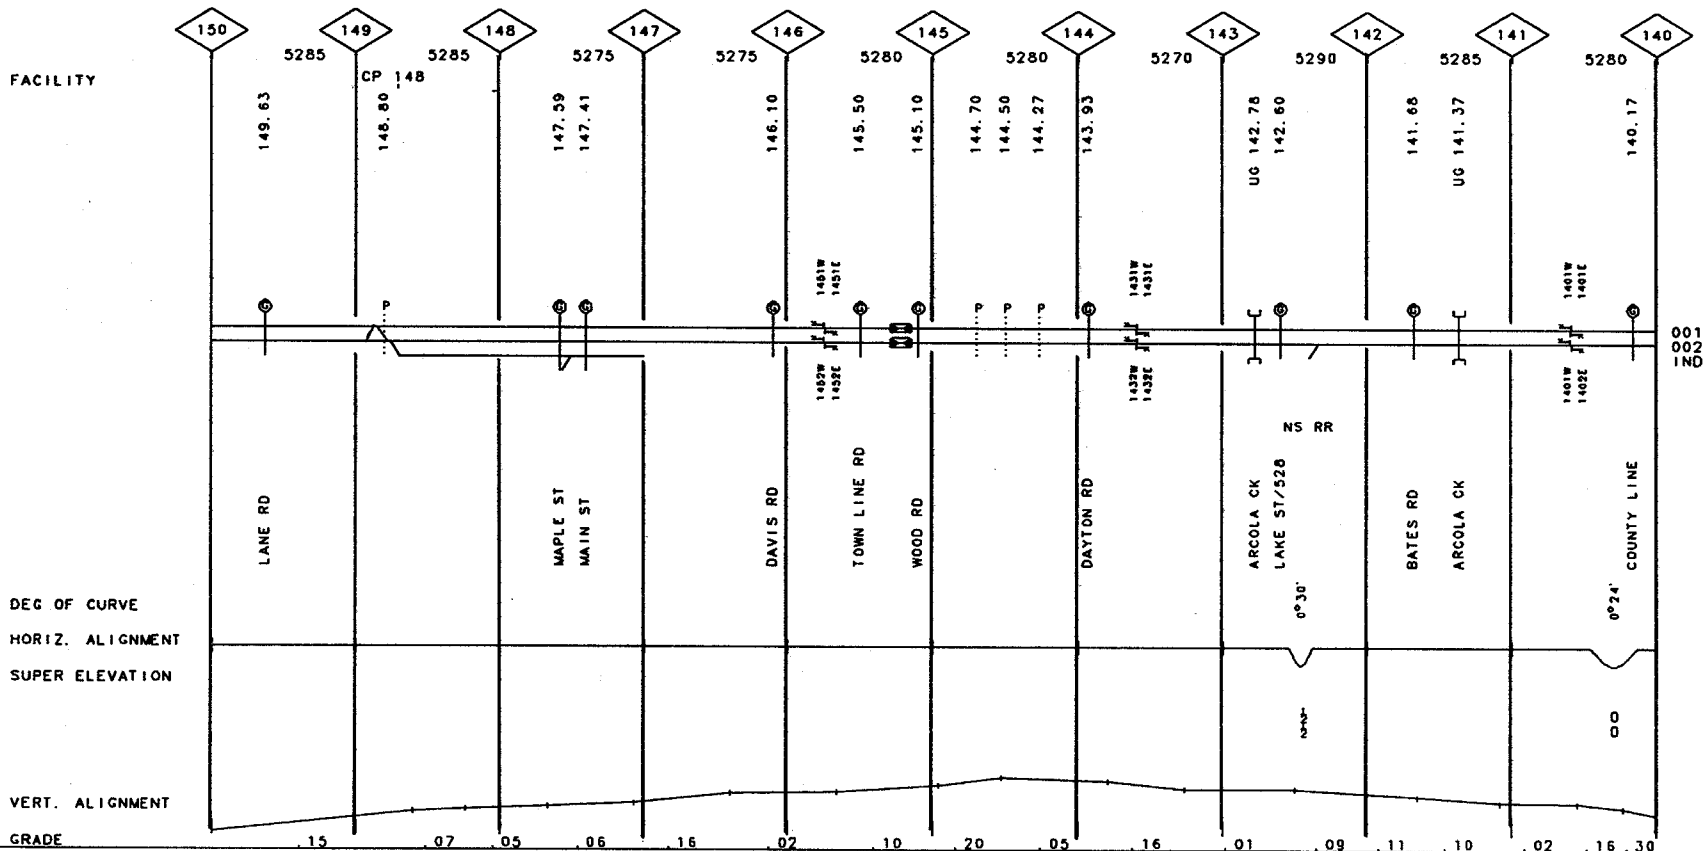 150 149 148 147 146 145 144 143 142 141 140
5285 5285 5275 5275 5280 5280 5270 5290 5285 5280
FACILITY
CP 148
149.63 148.80 147.59 147.41 146.10 145.50 145.10 144.70 144.50 144.27 143.93 UG 142.78 142.60 141.68 UG 141.37 140.17
1451W 1451E 1431W 1431E 1401W 1401E
G P G G G G G P P P G G G G
001
002
IND
1452W 1452E 1432W 1432E 1401W 1402E
NS RR
LANE RD MAPLE ST MAIN ST DAVIS RD TOWN LINE RD WOOD RD DAYTON RD ARCOLA CK LAKE ST/528 BATES RD ARCOLA CK COUNTY LINE
DEG OF CURVE 0°30' 0°24'
HORIZ. ALIGNMENT
SUPER ELEVATION
0 0
VERT. ALIGNMENT
GRADE .15 .07 .05 .06 .16 .02 .10 .20 .05 .16 .01 .09 .11 .10 .02 .16 .30